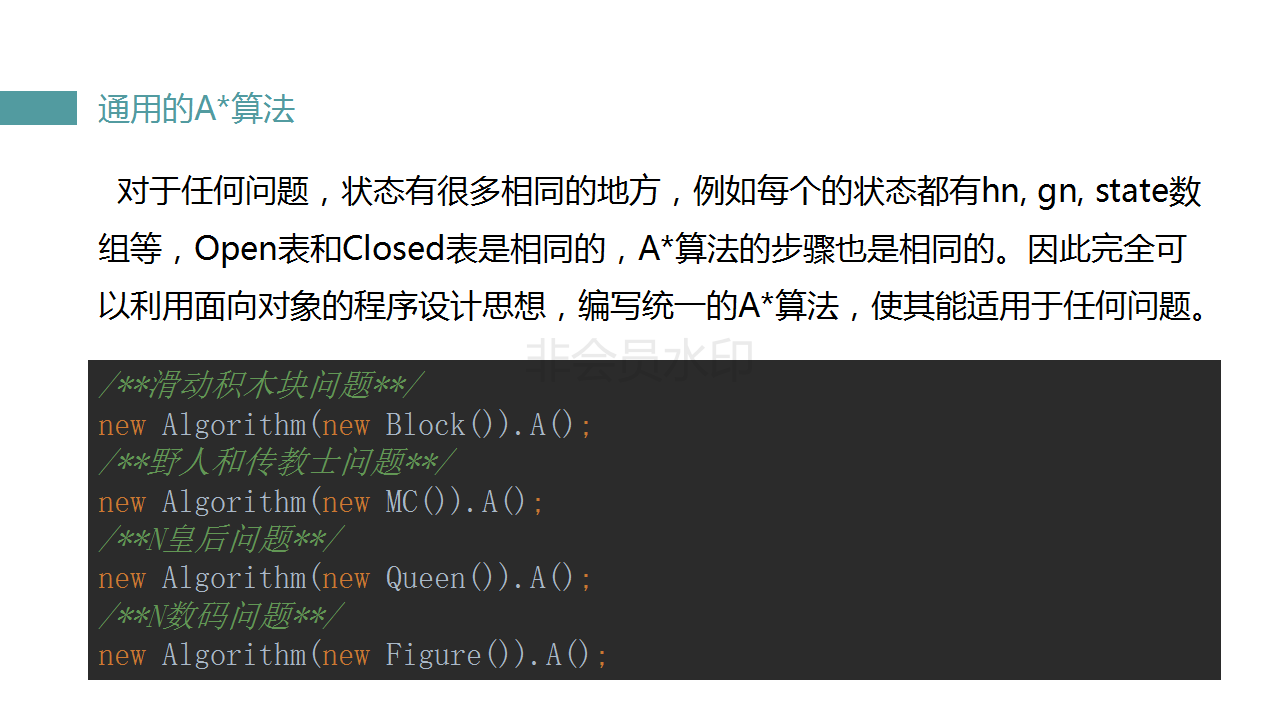 通用的A*算法
对于任何问题，状态有很多相同的地方，例如每个的状态都有hn, gn, state数
组等，Open表和Closed表是相同的，A*算法的步骤也是相同的。因此完全可
以利用面向对象的程序设计思想，编写统一的A*算法，使其能适用于任何问题。
非会员水印
/**滑动积木块问题**/
new Algorithm(new Block()).A();
/**野人和传教士问题**/
new Algorithm(new MC()).A();
/**N皇后问题**/
new Algorithm(new Queen()).A();
/**N数码问题**/
new Algorithm(new Figure()).A();